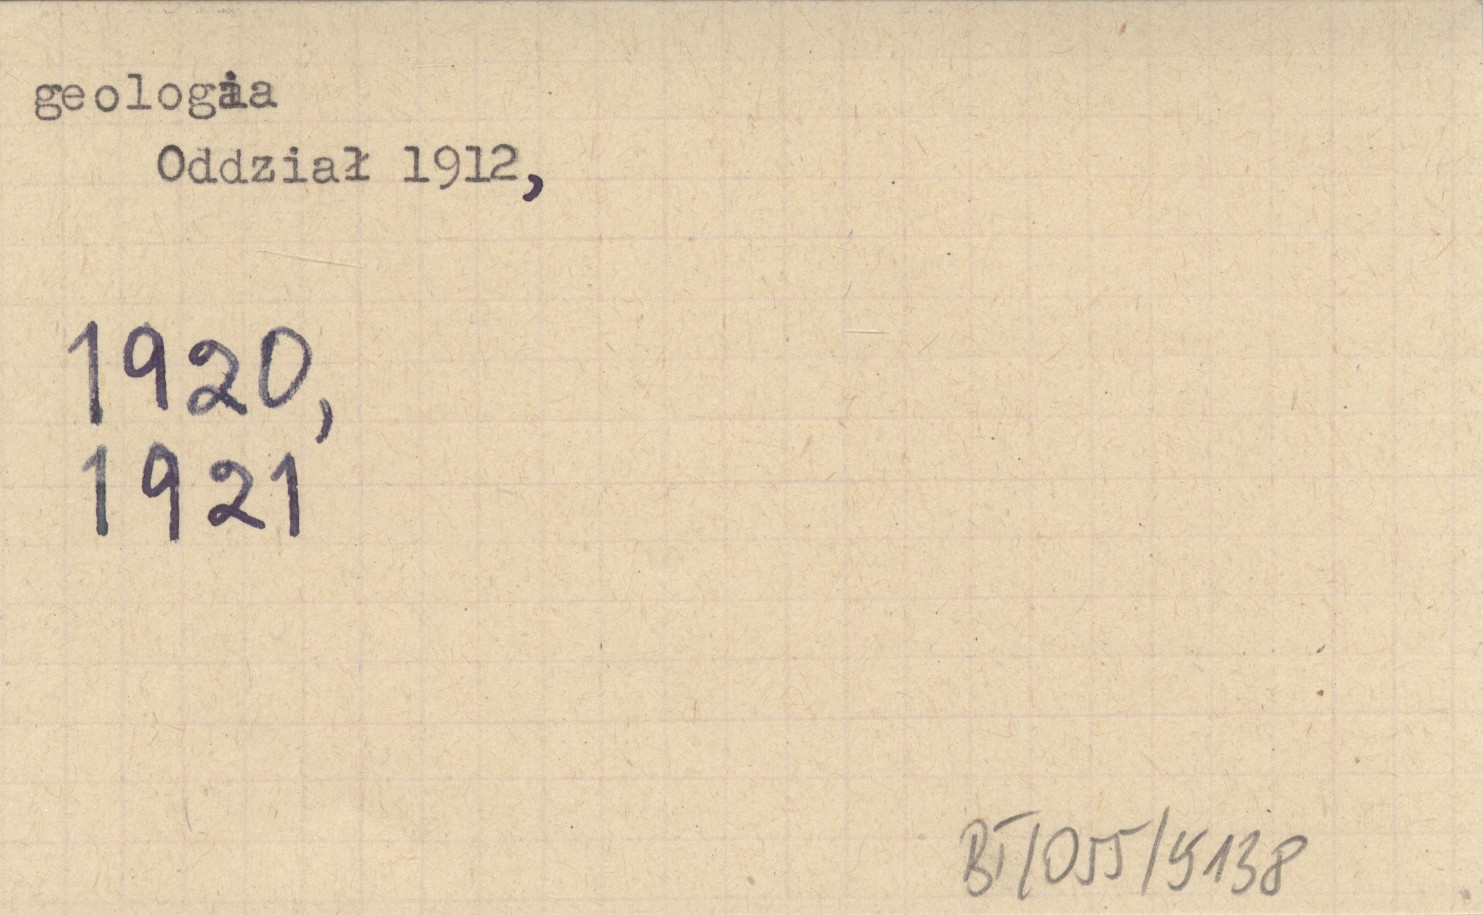 geologia
Oddział 1912,
1920,
1921
BT/055/5138